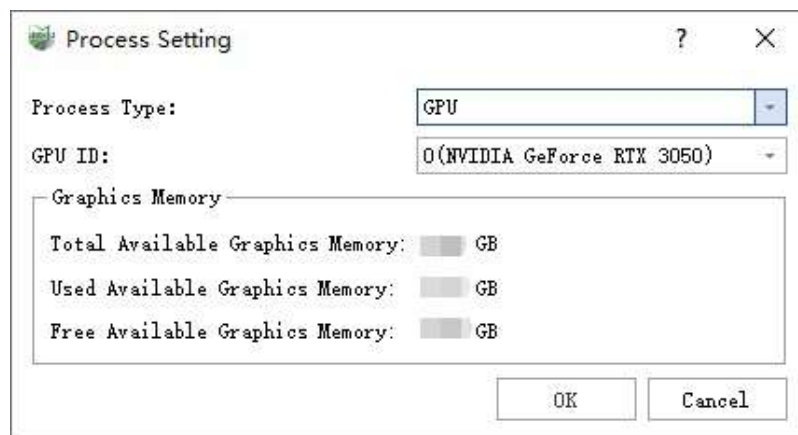 Process Setting
?
Process Type:
GPU
GPU ID:
0(NVIDIA GeForce RTX 3050)
Graphics Memory
Total Available Graphics Memory: GB
Used Available Graphics Memory: GB
Free Available Graphics Memory: GB
OK
Cancel